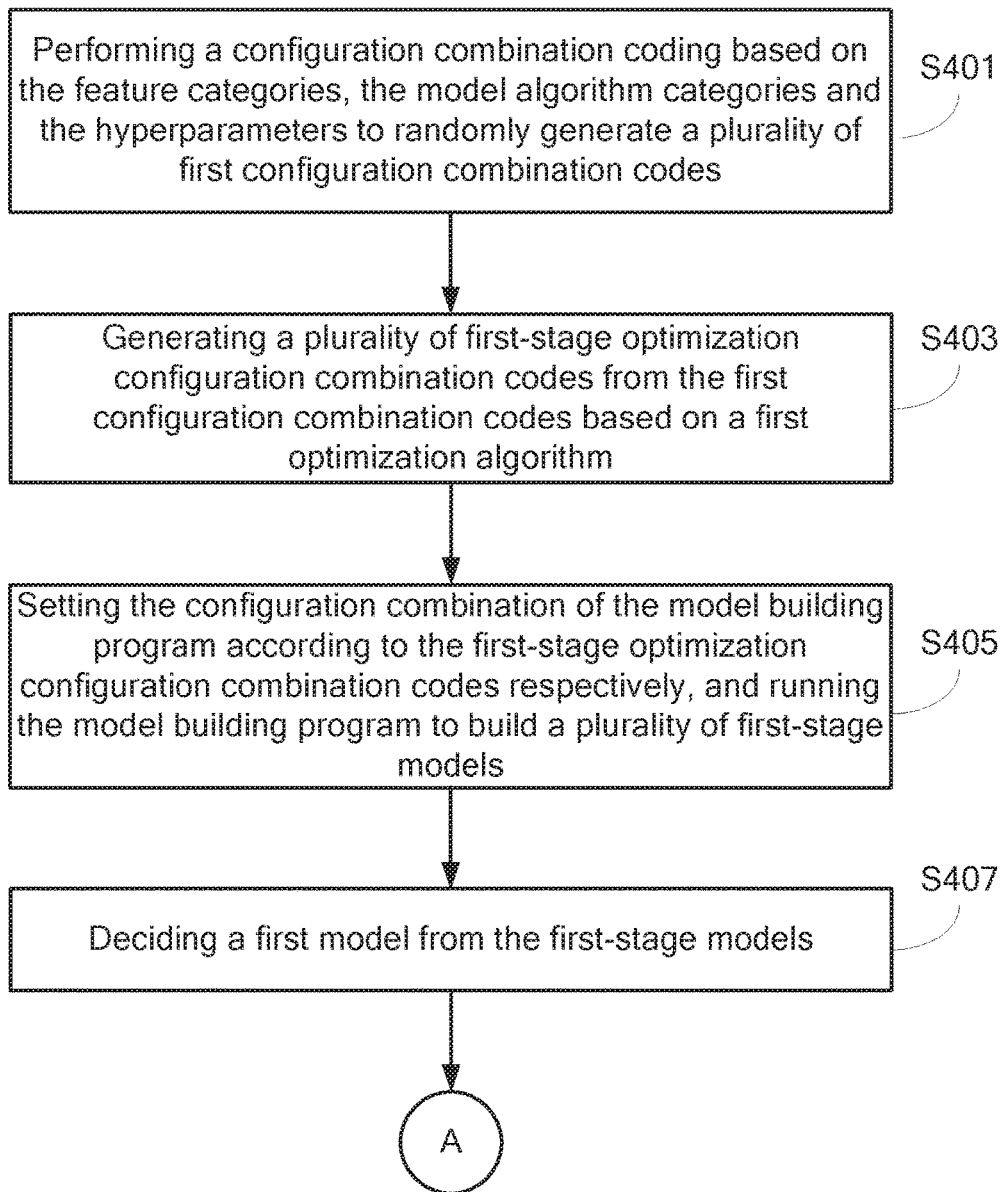 Performing a configuration combination coding based on
the feature categories, the model algorithm categories and
the hyperparameters to randomly generate a plurality of
first configuration combination codes
S401
Generating a plurality of first-stage optimization
configuration combination codes from the first
configuration combination codes based on a first
optimization algorithm
S403
Setting the configuration combination of the model building
program according to the first-stage optimization
configuration combination codes respectively, and running
the model building program to build a plurality of first-stage
models
S405
Deciding a first model from the first-stage models
S407
A